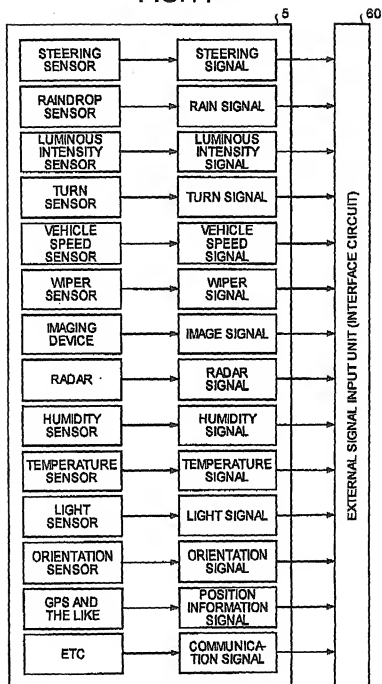 5
60
STEERING
SENSOR
STEERING
SIGNAL
RAINDROP
SENSOR
RAIN SIGNAL
LUMINOUS
INTENSITY
SENSOR
LUMINOUS
INTENSITY
SIGNAL
TURN
SENSOR
TURN SIGNAL
VEHICLE
SPEED
SENSOR
VEHICLE
SPEED
SIGNAL
WIPER
SENSOR
WIPER
SIGNAL
IMAGING
DEVICE
IMAGE SIGNAL
RADAR
RADAR
SIGNAL
HUMIDITY
SENSOR
HUMIDITY
SIGNAL
TEMPERATURE
SENSOR
TEMPERATURE
SIGNAL
LIGHT
SENSOR
LIGHT SIGNAL
ORIENTATION
SENSOR
ORIENTATION
SIGNAL
GPS AND
THE LIKE
POSITION
INFORMATION
SIGNAL
ETC
COMMUNICA-
TION SIGNAL
EXTERNAL SIGNAL INPUT UNIT (INTERFACE CIRCUIT)